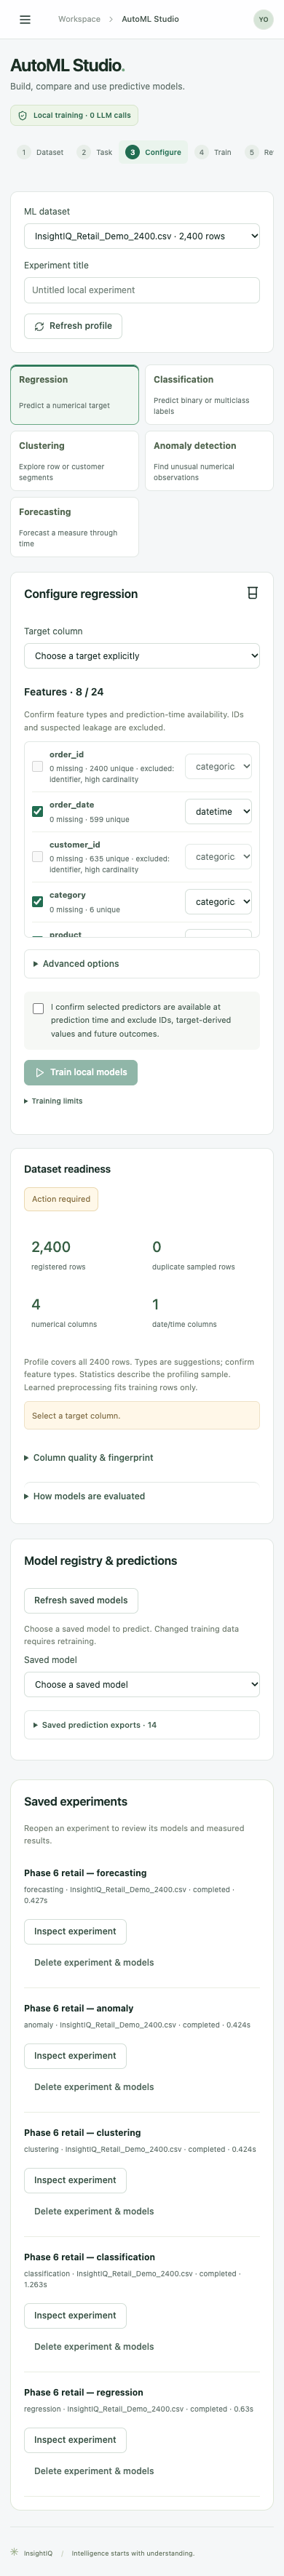 Workspace > AutoML Studio
YO
AutoML Studio.
Build, compare and use predictive models.
Local training · 0 LLM calls
1 Dataset 2 Task 3 Configure 4 Train 5 Re
ML dataset
InsightIQ_Retail_Demo_2400.csv · 2,400 rows
Experiment title
Untitled local experiment
Refresh profile
Regression
Predict a numerical target
Classification
Predict binary or multiclass
labels
Clustering
Explore row or customer
segments
Anomaly detection
Find unusual numerical
observations
Forecasting
Forecast a measure through
time
Configure regression
Target column
Choose a target explicitly
Features · 8 / 24
Confirm feature types and prediction-time availability. IDs
and suspected leakage are excluded.
order_id
0 missing · 2400 unique · excluded:
identifier, high cardinality
categoric
order_date
0 missing · 599 unique
datetime
customer_id
0 missing · 635 unique · excluded:
identifier, high cardinality
categoric
category
0 missing · 6 unique
categoric
product
Advanced options
I confirm selected predictors are available at
prediction time and exclude IDs, target-derived
values and future outcomes.
Train local models
Training limits
Dataset readiness
Action required
2,400
registered rows
0
duplicate sampled rows
4
numerical columns
1
date/time columns
Profile covers all 2400 rows. Types are suggestions; confirm
feature types. Statistics describe the profiling sample.
Learned preprocessing fits training rows only.
Select a target column.
Column quality & fingerprint
How models are evaluated
Model registry & predictions
Refresh saved models
Choose a saved model to predict. Changed training data
requires retraining.
Saved model
Choose a saved model
Saved prediction exports · 14
Saved experiments
Reopen an experiment to review its models and measured
results.
Phase 6 retail — forecasting
forecasting · InsightIQ_Retail_Demo_2400.csv · completed ·
0.427s
Inspect experiment
Delete experiment & models
Phase 6 retail — anomaly
anomaly · InsightIQ_Retail_Demo_2400.csv · completed · 0.424s
Inspect experiment
Delete experiment & models
Phase 6 retail — clustering
clustering · InsightIQ_Retail_Demo_2400.csv · completed · 0.424s
Inspect experiment
Delete experiment & models
Phase 6 retail — classification
classification · InsightIQ_Retail_Demo_2400.csv · completed ·
1.263s
Inspect experiment
Delete experiment & models
Phase 6 retail — regression
regression · InsightIQ_Retail_Demo_2400.csv · completed · 0.63s
Inspect experiment
Delete experiment & models
InsightIQ / Intelligence starts with understanding.